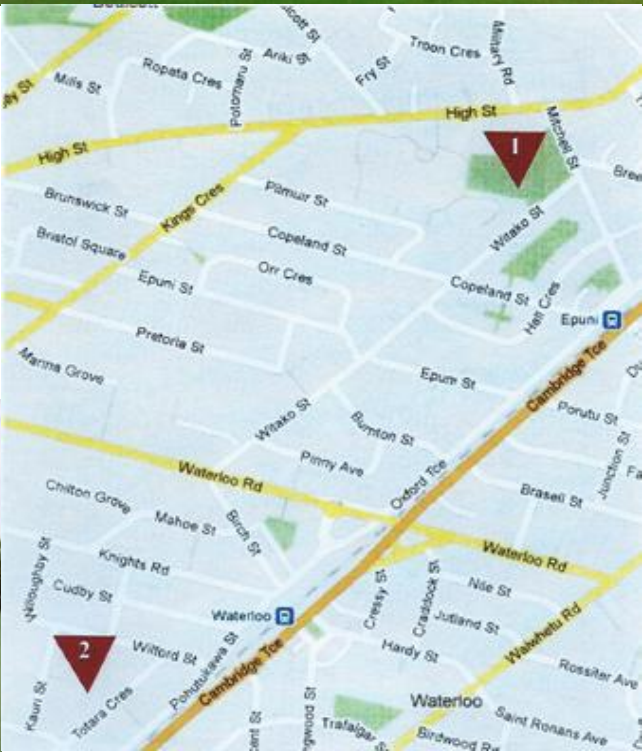 Ariki St
Troon Cres
Military Rd
Mills St
Ropata Cres
Potomaru St
Fry St
High St
High St
Mitchell St
1
Kings Cres
Brunswick St
Pilmuir St
Copeland St
Witako St
Bristol Square
Epuni St
Orr Cres
Copeland St
Hall Cres
Epuni
Pretoria St
Cambridge Tce
Marina Grove
Epuni St
Porutu St
Witako St
Burnton St
Junction St
Pinny Ave
Oxford Tce
Brasell St
Waterloo Rd
Chilton Grove
Mahoe St
Birch St
Waterloo Rd
Knights Rd
Willoughby St
Cudby St
Cressy St
Craddock St
Nile St
Jutland St
Waterloo
Waiwhetu Rd
2
Wilford St
Pohutukawa St
Cambridge Tce
Hardy St
Rossiter Ave
Kauri St
Totara Cres
Waterloo
Saint Ronans Ave
Trafalgar St
Birdwood Rd